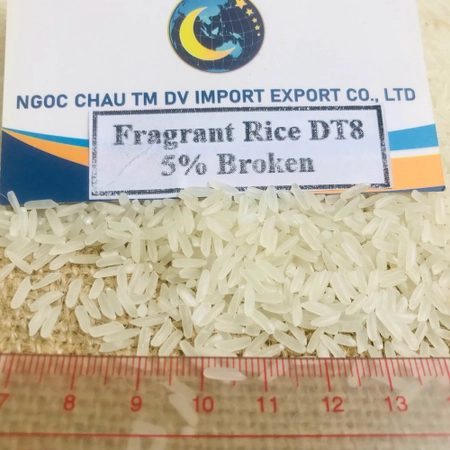 NGOC CHAU TM DV IMPORT EXPORT CO., LTD
Fragrant Rice DT8
5% Broken
7 8 9 10 11 12 13